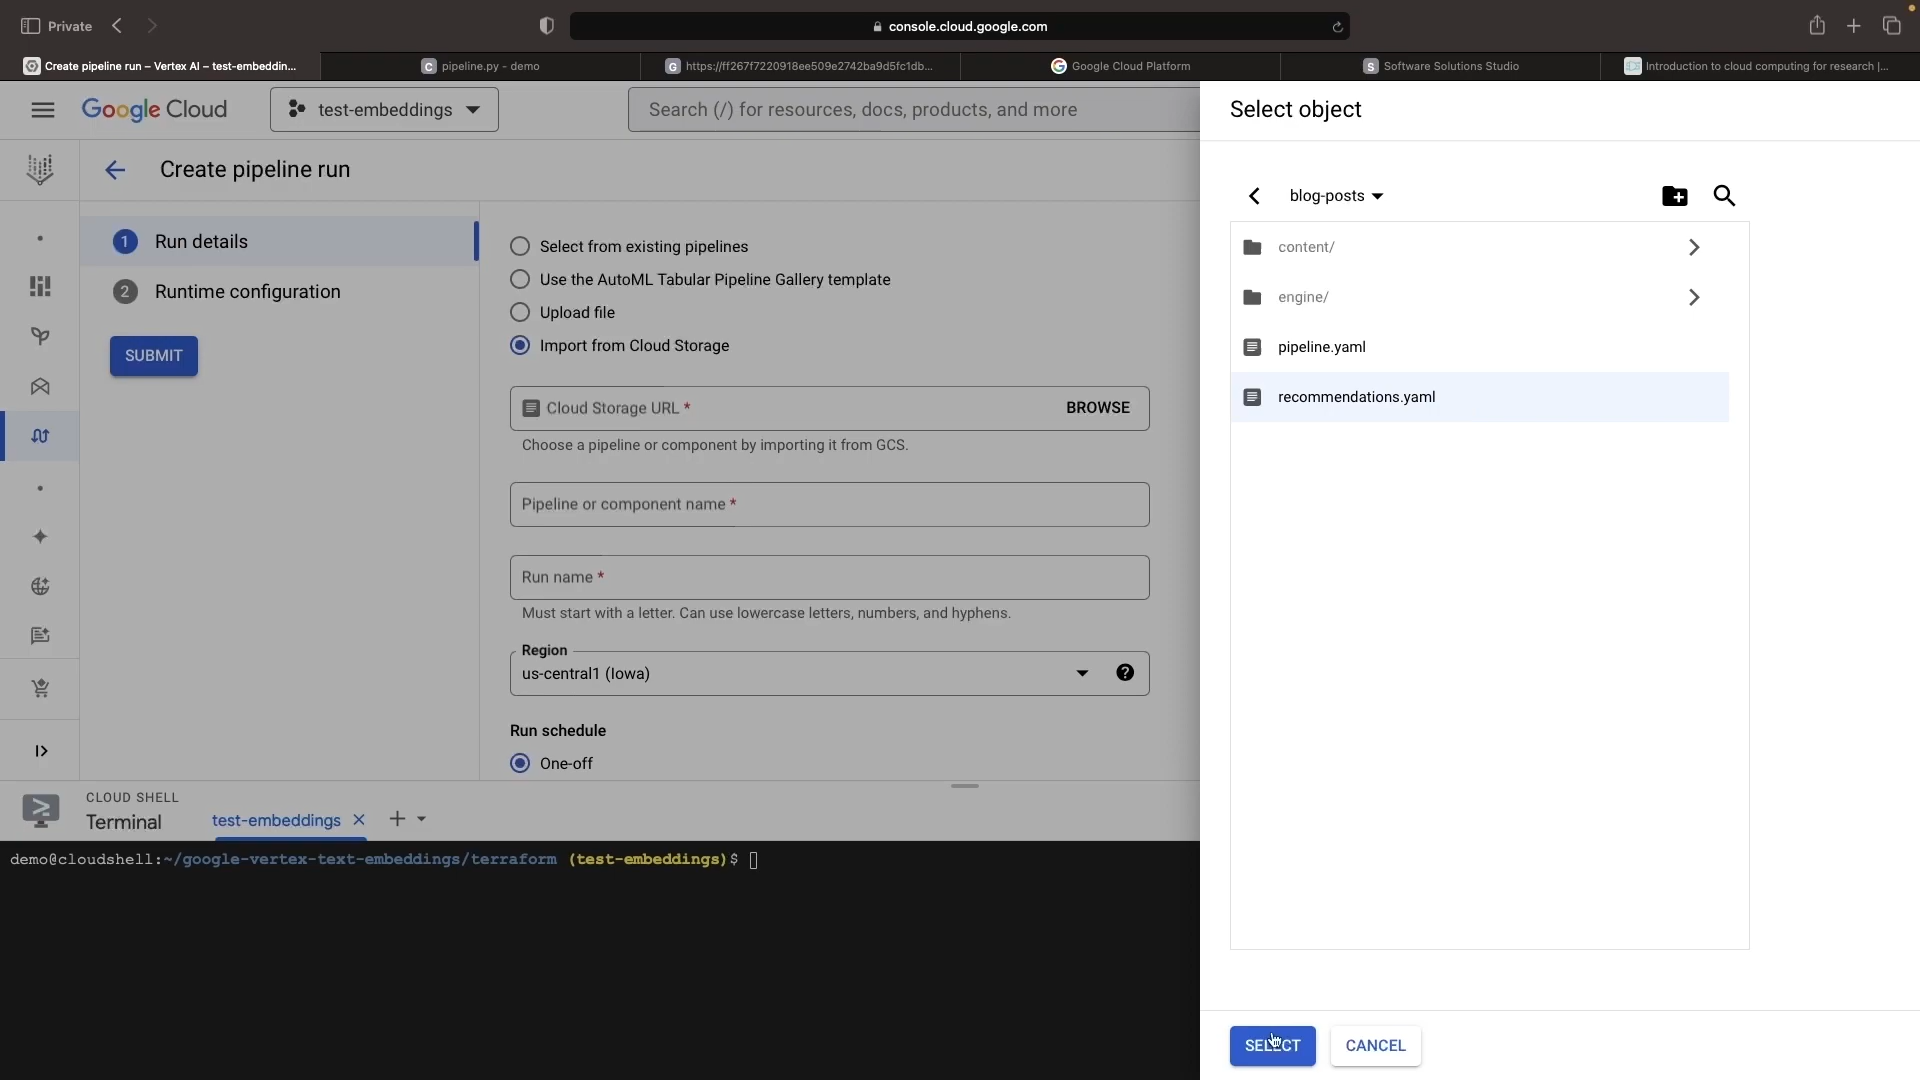 Private
console.cloud.google.com
Create pipeline run – Vertex AI – test-embeddin...
C pipeline.py - demo
G https://ff267f7220918ee509e2742ba9d5fc1db...
Google Cloud Platform
S Software Solutions Studio
Introduction to cloud computing for research |...
Google Cloud
test-embeddings
Search (/) for resources, docs, products, and more
Create pipeline run
1 Run details
2 Runtime configuration
SUBMIT
Select from existing pipelines
Use the AutoML Tabular Pipeline Gallery template
Upload file
Import from Cloud Storage
Cloud Storage URL *
BROWSE
Choose a pipeline or component by importing it from GCS.
Pipeline or component name *
Run name *
Must start with a letter. Can use lowercase letters, numbers, and hyphens.
Region
us-central1 (Iowa)
Run schedule
One-off
Select object
blog-posts
content/
engine/
pipeline.yaml
recommendations.yaml
SELECT
CANCEL
CLOUD SHELL
Terminal
test-embeddings
demo@cloudshell:~/google-vertex-text-embeddings/terraform (test-embeddings)$